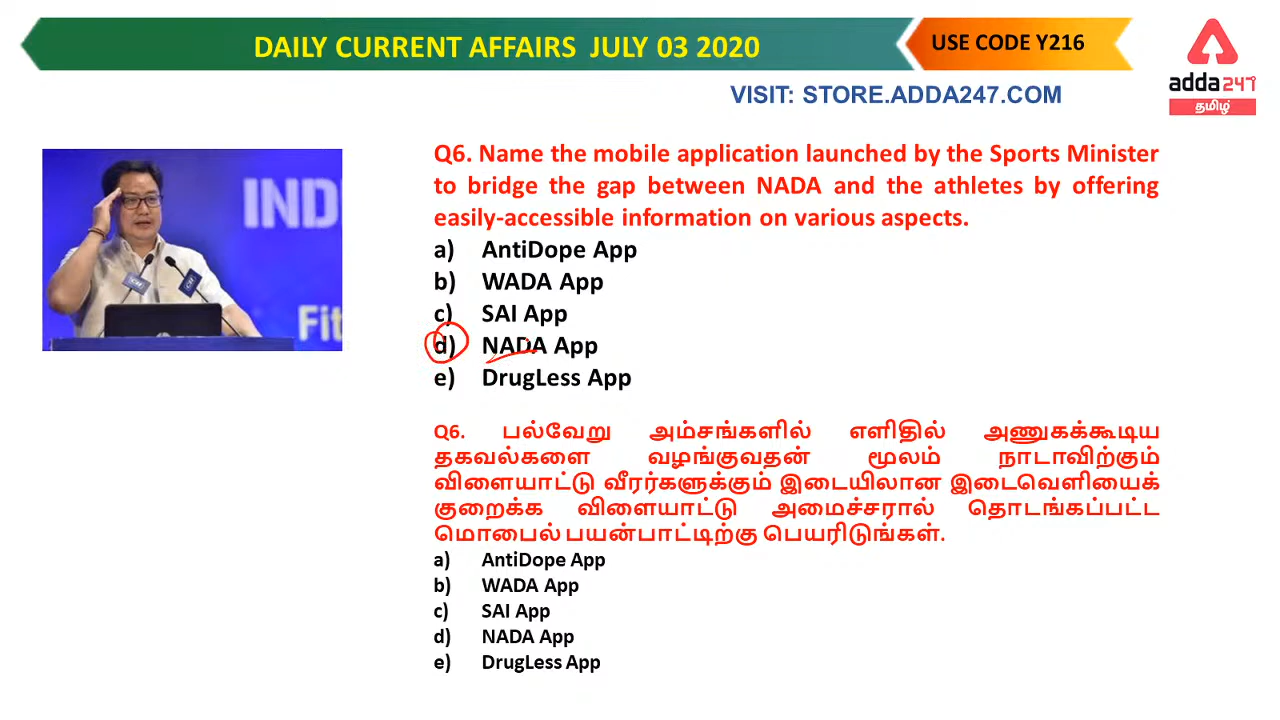 DAILY CURRENT AFFAIRS JULY 03 2020
USE CODE Y216
adda247
தமிழ்
VISIT: STORE.ADDA247.COM
IND
CII
CII
Fit
Q6. Name the mobile application launched by the Sports Minister
to bridge the gap between NADA and the athletes by offering
easily-accessible information on various aspects.
a) AntiDope App
b) WADA App
c) SAI App
d) NADA App
e) DrugLess App
Q6. பல்வேறு அம்சங்களில் எளிதில் அணுகக்கூடிய
தகவல்களை வழங்குவதன் மூலம் நாடாவிற்கும்
விளையாட்டு வீரர்களுக்கும் இடையிலான இடைவெளியைக்
குறைக்க விளையாட்டு அமைச்சரால் தொடங்கப்பட்ட
மொபைல் பயன்பாட்டிற்கு பெயரிடுங்கள்.
a) AntiDope App
b) WADA App
c) SAI App
d) NADA App
e) DrugLess App